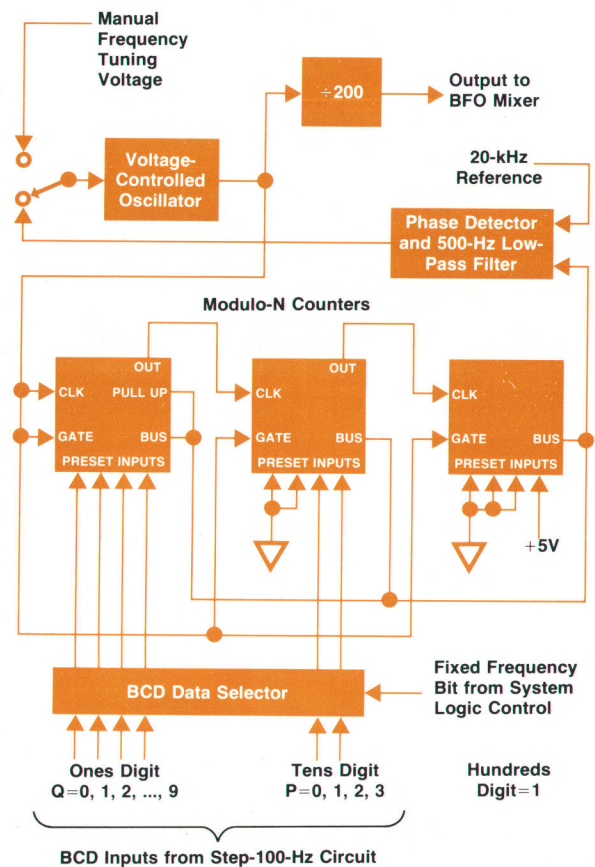 Manual
Frequency
Tuning
Voltage
÷200
Output to
BFO Mixer
Voltage-
Controlled
Oscillator
20-kHz
Reference
Phase Detector
and 500-Hz Low-
Pass Filter
Modulo-N Counters
OUT
CLK
PULL UP
GATE
BUS
PRESET INPUTS
OUT
CLK
GATE
BUS
PRESET INPUTS
CLK
GATE
BUS
PRESET INPUTS
+5V
BCD Data Selector
Fixed Frequency
Bit from System
Logic Control
Ones Digit
Q=0, 1, 2, ..., 9
Tens Digit
P=0, 1, 2, 3
Hundreds
Digit=1
BCD Inputs from Step-100-Hz Circuit